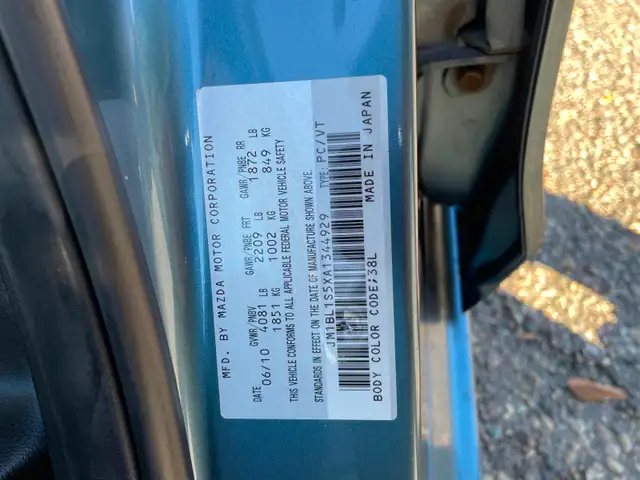 MFD. BY MAZDA MOTOR CORPORATION
DATE GVWR/PNBV GAWR/PNBE FRT GAWR/PNBE RR
06/10 4081 LB 2209 LB 1872 LB
1851 KG 1002 KG 849 KG
THIS VEHICLE CONFORMS TO ALL APPLICABLE FEDERAL MOTOR VEHICLE SAFETY
STANDARDS IN EFFECT ON THE DATE OF MANUFACTURE SHOWN ABOVE.
JM1BL1S5XA1344929 TYPE: PC/VT
BODY COLOR CODE:38L MADE IN JAPAN